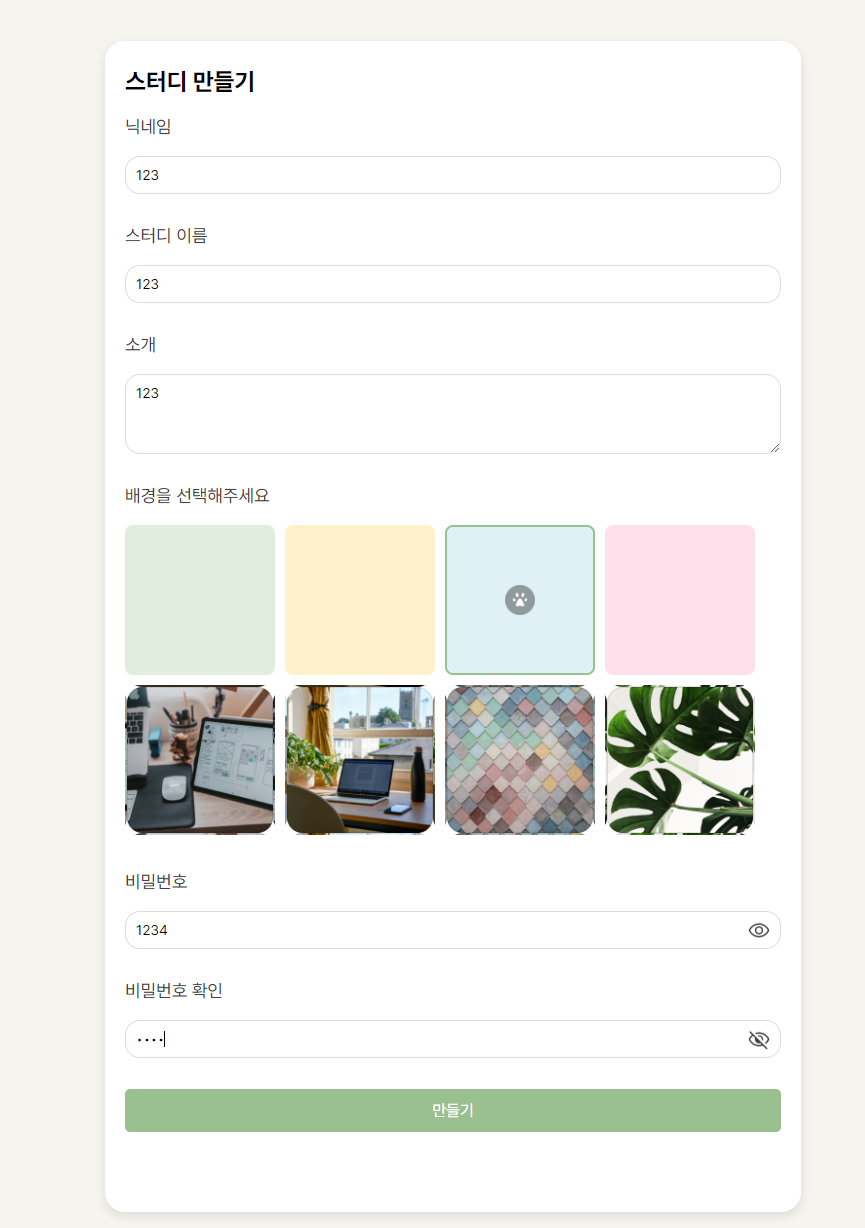 스터디 만들기
닉네임
123
스터디 이름
123
소개
123
배경을 선택해주세요
비밀번호
1234
비밀번호 확인
····
만들기